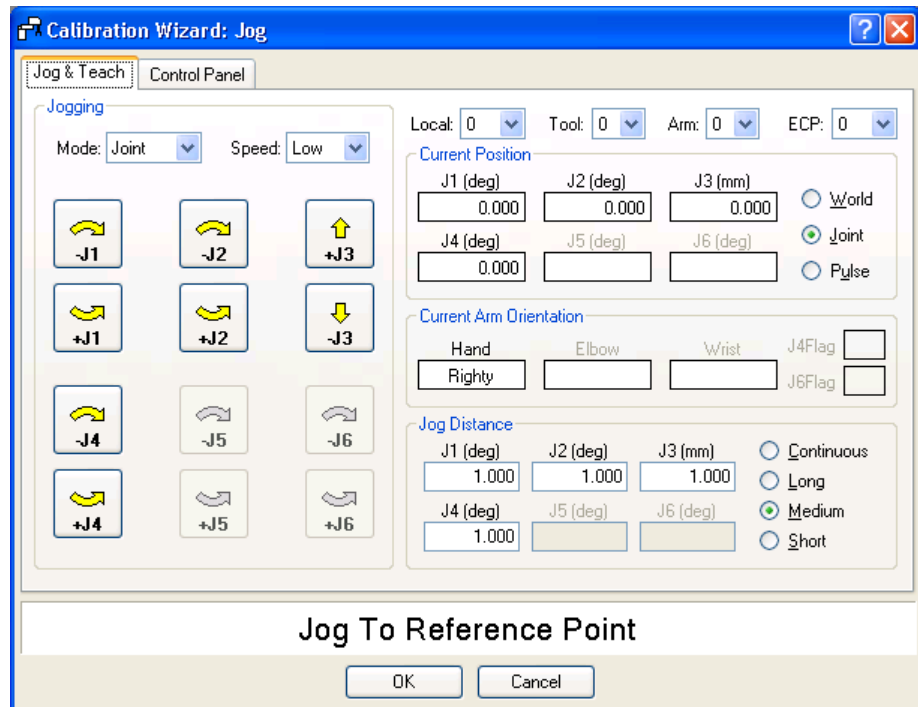 Calibration Wizard: Jog
Jog & Teach
Control Panel
Jogging
Mode: Joint
Speed: Low
-J1
-J2
+J3
+J1
+J2
-J3
-J4
-J5
-J6
+J4
+J5
+J6
Local: 0
Tool: 0
Arm: 0
ECP: 0
Current Position
J1 (deg)
J2 (deg)
J3 (mm)
0.000
0.000
0.000
J4 (deg)
J5 (deg)
J6 (deg)
0.000
World
Joint
Pulse
Current Arm Orientation
Hand
Elbow
Wrist
Righty
J4Flag
J6Flag
Jog Distance
J1 (deg)
J2 (deg)
J3 (mm)
1.000
1.000
1.000
J4 (deg)
J5 (deg)
J6 (deg)
1.000
Continuous
Long
Medium
Short
Jog To Reference Point
OK
Cancel